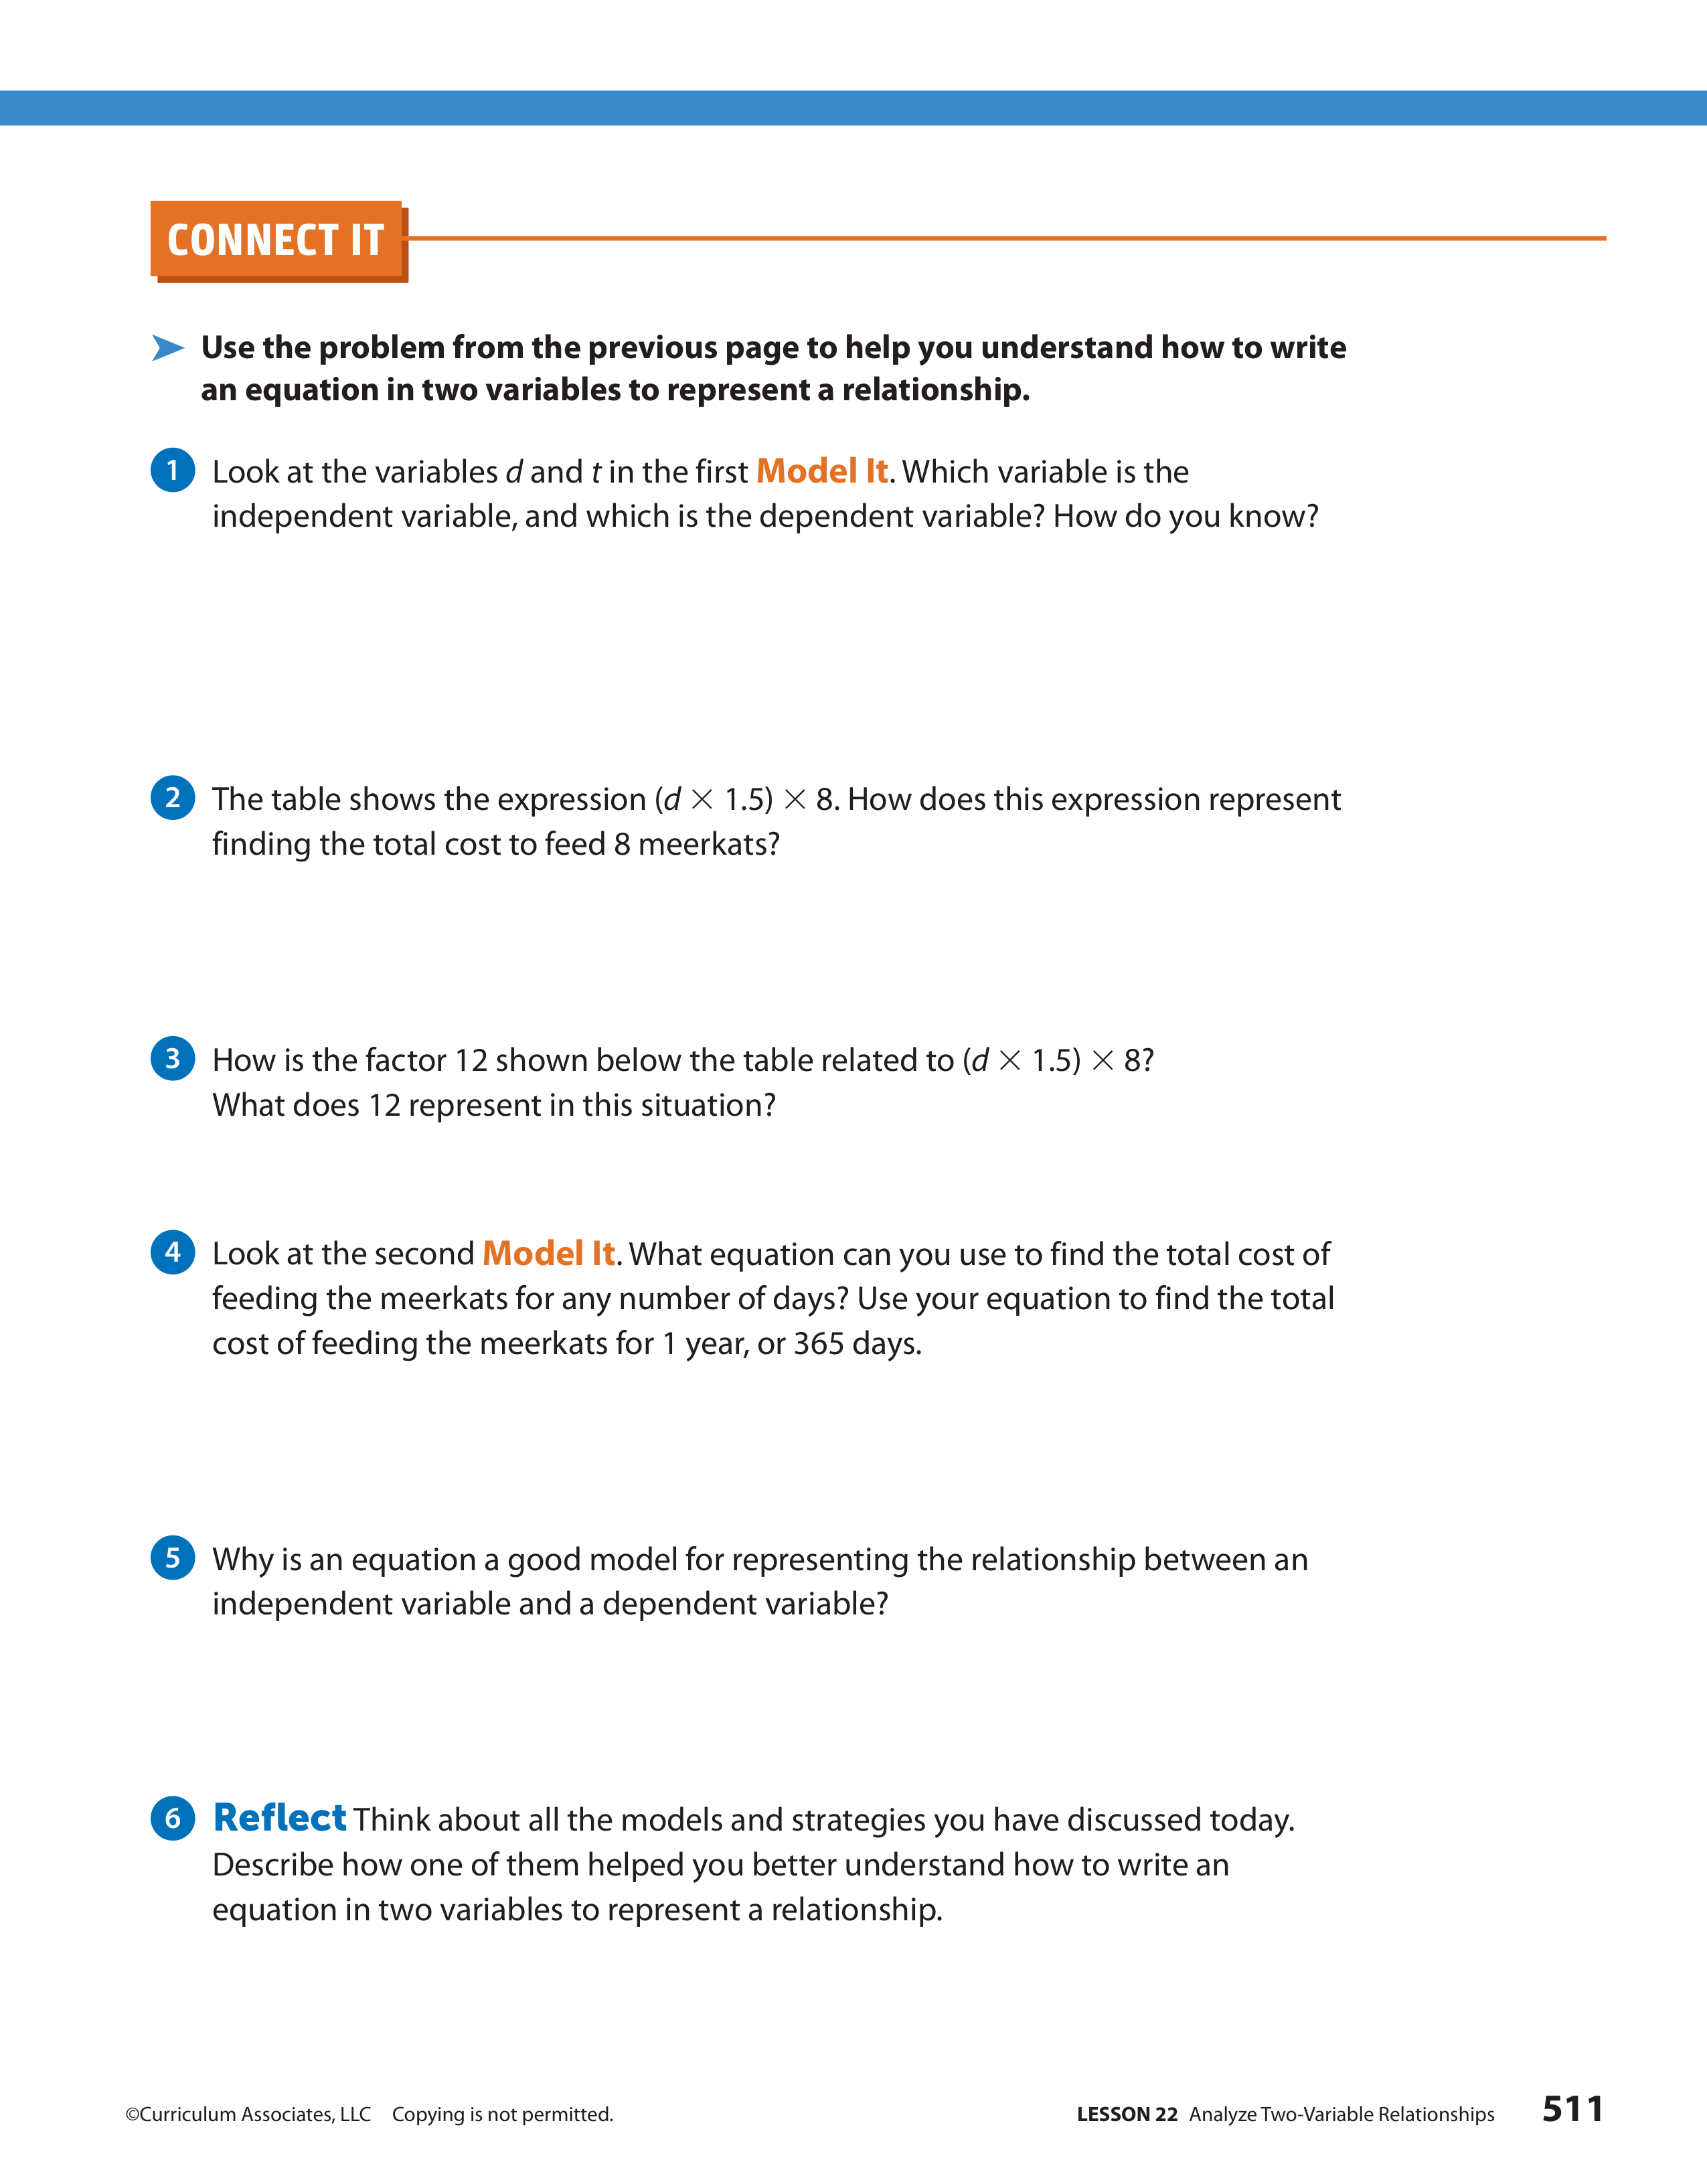 CONNECT IT
Use the problem from the previous page to help you understand how to write
an equation in two variables to represent a relationship.
1 Look at the variables d and t in the first Model It. Which variable is the
independent variable, and which is the dependent variable? How do you know?
2 The table shows the expression (d × 1.5) × 8. How does this expression represent
finding the total cost to feed 8 meerkats?
3 How is the factor 12 shown below the table related to (d × 1.5) × 8?
What does 12 represent in this situation?
4 Look at the second Model It. What equation can you use to find the total cost of
feeding the meerkats for any number of days? Use your equation to find the total
cost of feeding the meerkats for 1 year, or 365 days.
5 Why is an equation a good model for representing the relationship between an
independent variable and a dependent variable?
6 Reflect Think about all the models and strategies you have discussed today.
Describe how one of them helped you better understand how to write an
equation in two variables to represent a relationship.
©Curriculum Associates, LLC Copying is not permitted. LESSON 22 Analyze Two-Variable Relationships 511